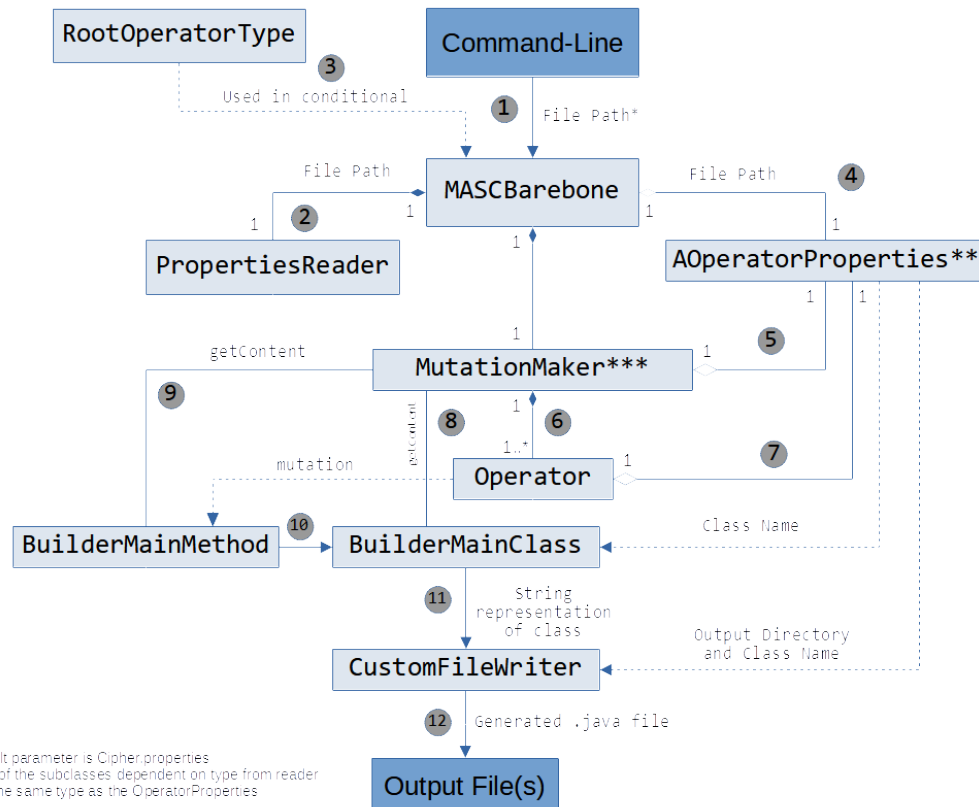 RootOperatorType
Command-Line
3
Used in conditional
1
File Path*
File Path
MASCBarebone
File Path
4
1
2
1
1
1
PropertiesReader
AOperatorProperties**
1
1
1
getContent
1
1
5
MutationMaker***
9
getContent
8
1
6
1..*
mutation
Operator
1
7
Class Name
BuilderMainMethod
10
BuilderMainClass
11
String
representation
of class
Output Directory
and Class Name
CustomFileWriter
12
Generated .java file
lt parameter is Cipher.properties
of the subclasses dependent on type from reader
ne same type as the OperatorProperties
Output File(s)